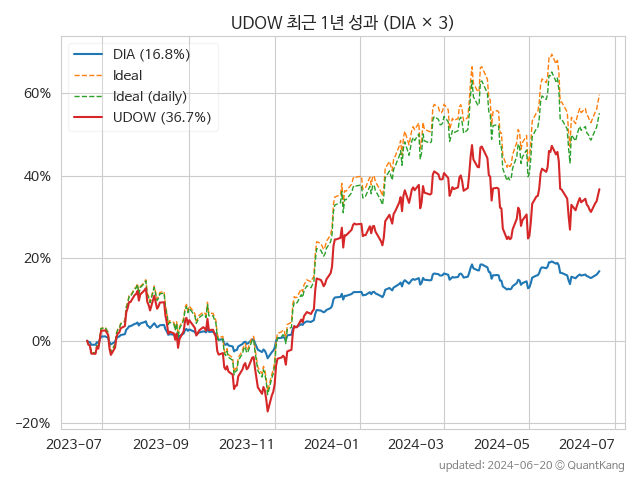 UDOW 최근 1년 성과 (DIA × 3)
DIA (16.8%)
Ideal
Ideal (daily)
UDOW (36.7%)
60%
40%
20%
0%
−20%
2023-07 2023-09 2023-11 2024-01 2024-03 2024-05 2024-07
updated: 2024-06-20 © QuantKang